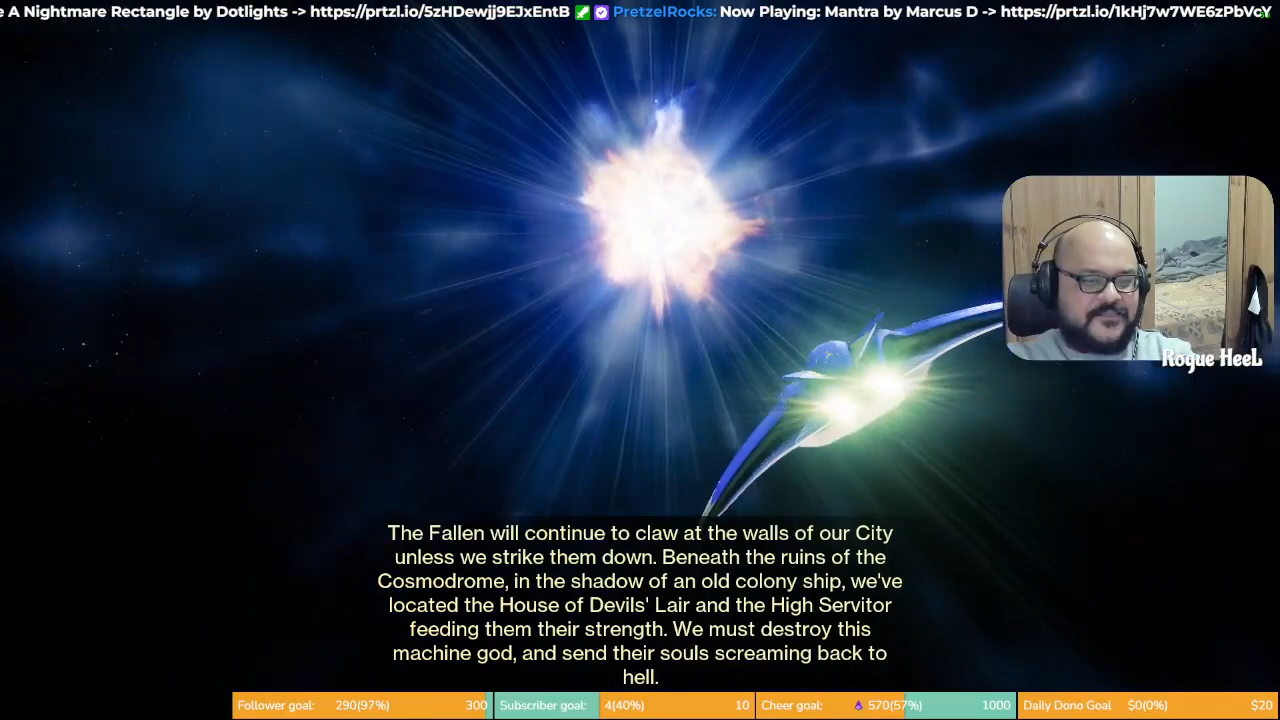 e A Nightmare Rectangle by Dotlights -> https://prtzl.io/5zHDewjj9EJxEntB PretzelRocks: Now Playing: Mantra by Marcus D -> https://prtzl.io/1kHj7w7WE6zPbVcY
Rogue HeeL
The Fallen will continue to claw at the walls of our City
unless we strike them down. Beneath the ruins of the
Cosmodrome, in the shadow of an old colony ship, we've
located the House of Devils' Lair and the High Servitor
feeding them their strength. We must destroy this
machine god, and send their souls screaming back to
hell.
Follower goal: 290(97%) 300 Subscriber goal: 4(40%) 10 Cheer goal: 570(57%) 1000 Daily Dono Goal $0(0%) $20